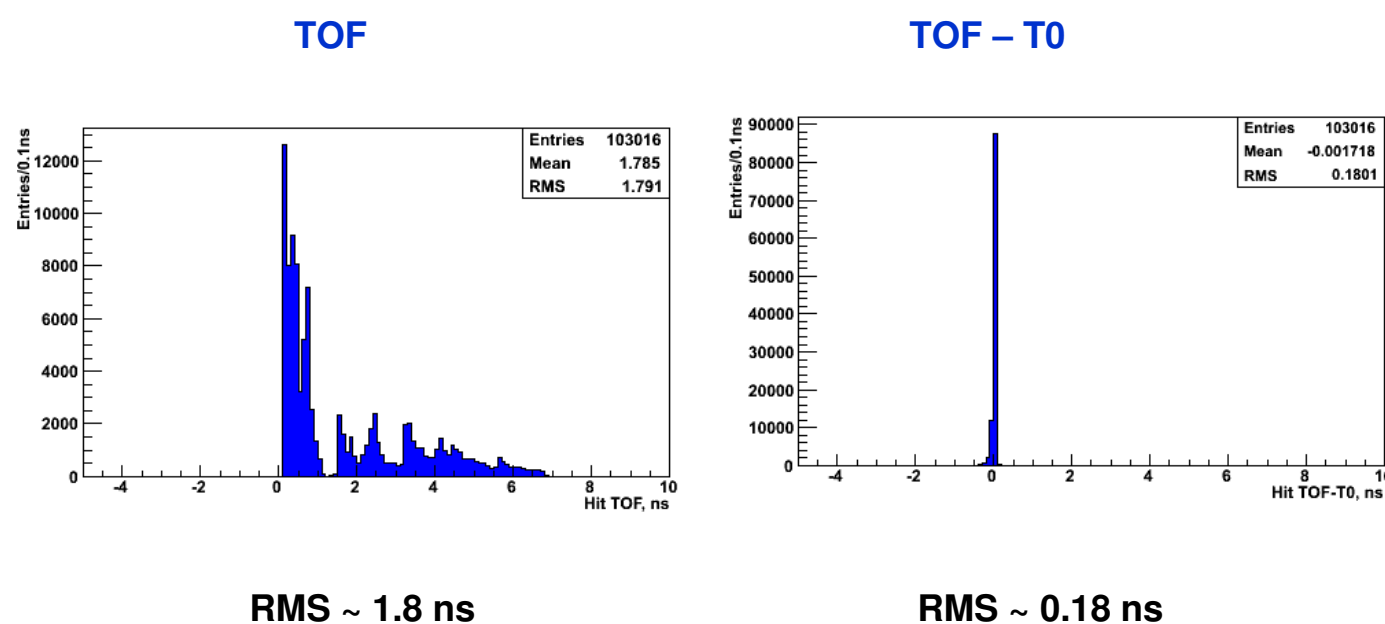 TOF
TOF – T0
Entries/0.1ns
12000
10000
8000
6000
4000
2000
0
-4
-2
0
2
4
6
8
10
Hit TOF, ns
Entries 103016
Mean 1.785
RMS 1.791
Entries/0.1ns
90000
80000
70000
60000
50000
40000
30000
20000
10000
0
-4
-2
0
2
4
6
8
1
Hit TOF-T0, ns
Entries 103016
Mean -0.001718
RMS 0.1801
RMS ~ 1.8 ns
RMS ~ 0.18 ns